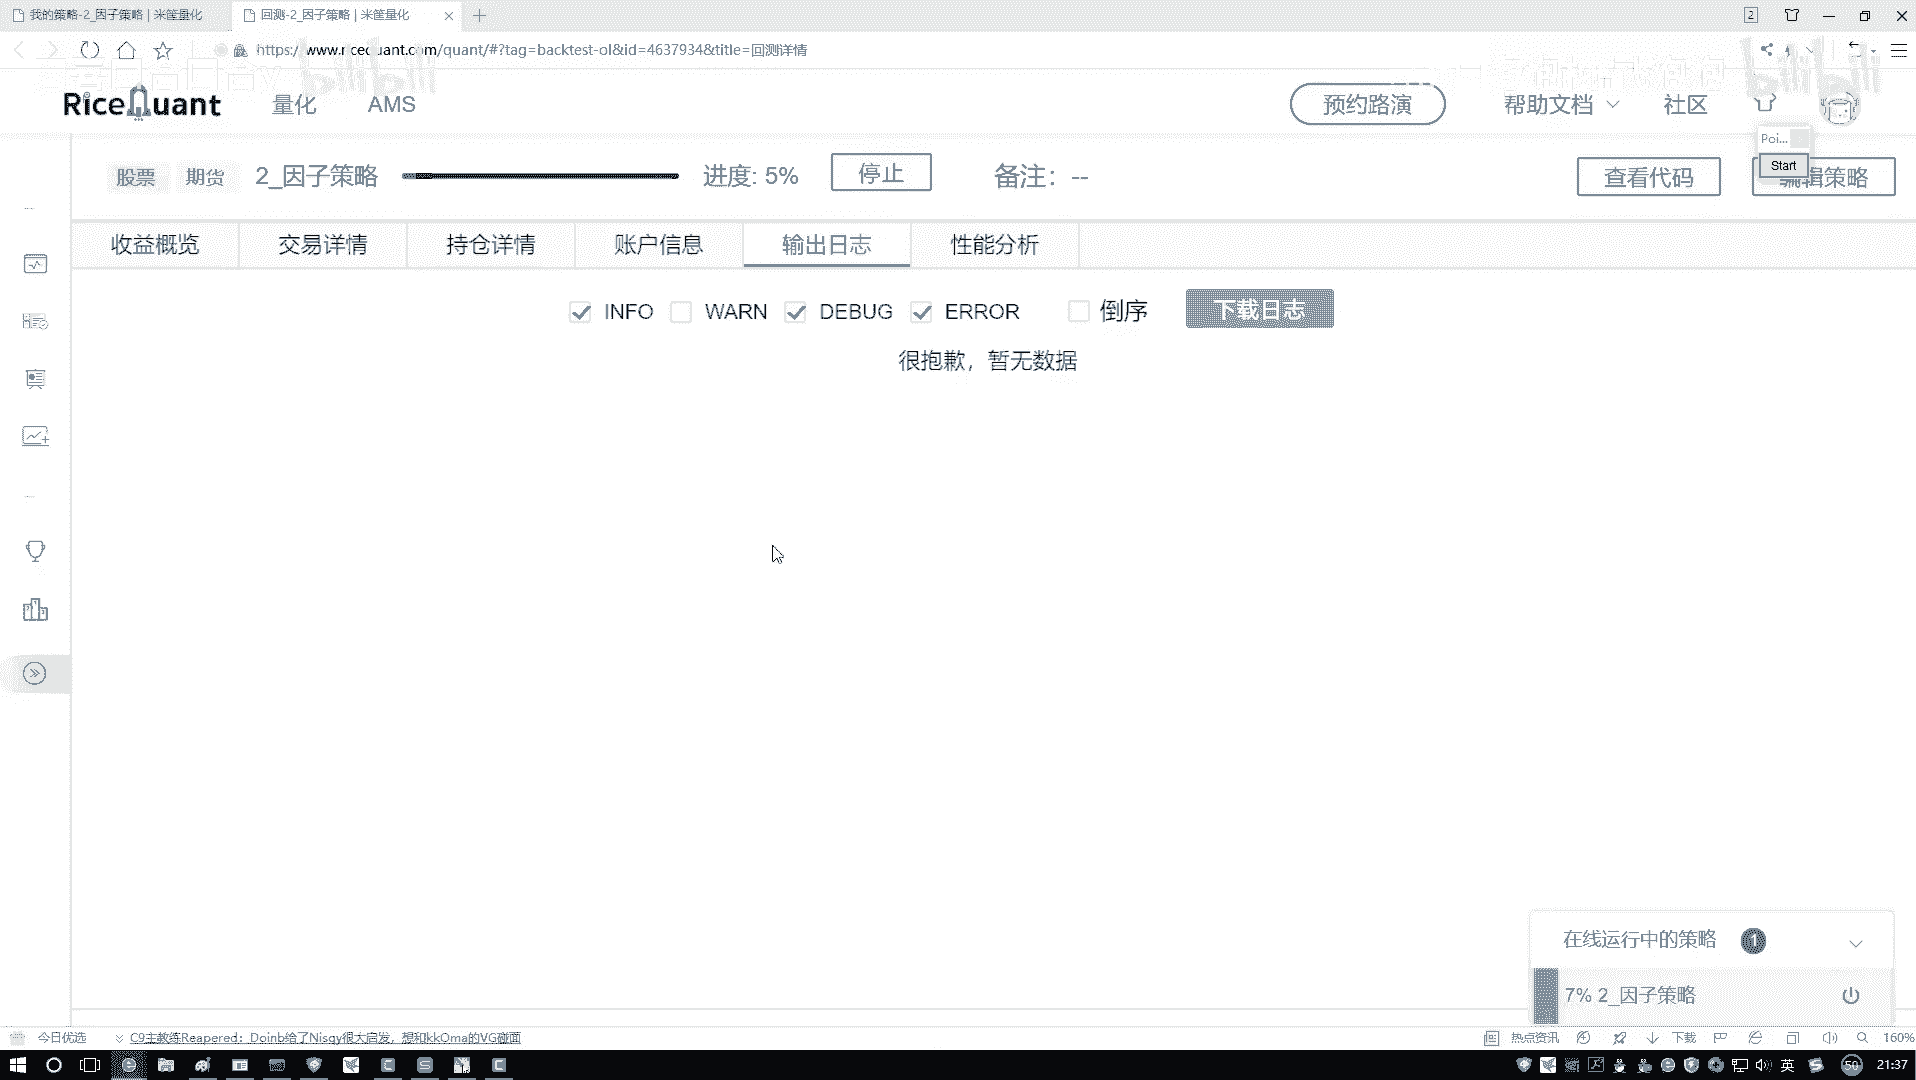 我的策略-2_因子策略 | 米筐量化
回测-2_因子策略 | 米筐量化
2
https://www.ricequant.com/quant/#?tag=backtest-ol&id=4637934&title=回测详情
bilibili
bilibili
RiceQuant
量化
AMS
预约路演
帮助文档
社区
Poi...
Start
股票
期货
2_因子策略
进度: 5%
停止
备注: --
查看代码
编辑策略
收益概览
交易详情
持仓详情
账户信息
输出日志
性能分析
INFO
WARN
DEBUG
ERROR
倒序
下载日志
很抱歉，暂无数据
在线运行中的策略
1
7% 2_因子策略
今日优选
C9主教练Reapered：Doinb给了Nisqy很大启发，想和kkOma的VG碰面
热点资讯
下载
160%
英
50
21:37